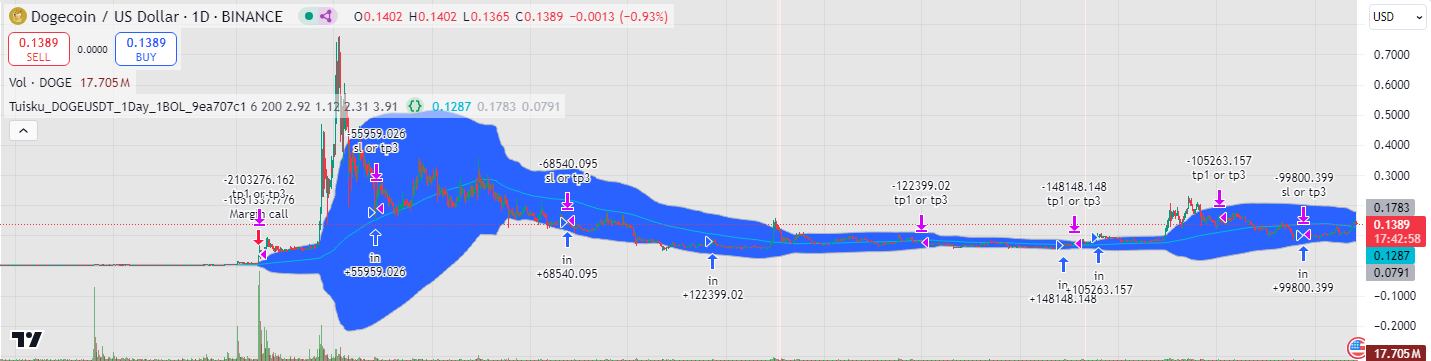 Dogecoin / US Dollar · 1D · BINANCE O0.1402 H0.1402 L0.1365 C0.1389 −0.0013 (−0.93%)
USD
0.1389 SELL
0.0000
0.1389 BUY
Vol · DOGE 17.705M
Tuisku_DOGEUSDT_1Day_1BOL_9ea707c1 6 200 2.92 1.12 2.31 3.91 {} 0.1287 0.1783 0.0791
-2103276.162
tp1 or tp3
Margin call
-55959.026
sl or tp3
in
+55959.026
-68540.095
sl or tp3
in
+68540.095
in
+122399.02
-122399.02
tp1 or tp3
-148148.148
tp1 or tp3
in
+148148.148
in
+105263.157
-105263.157
tp1 or tp3
-99800.399
sl or tp3
in
+99800.399
0.7000
0.6000
0.5000
0.4000
0.3000
0.1783
0.1389
17:42:58
0.1287
0.0791
−0.1000
−0.2000
17.705M